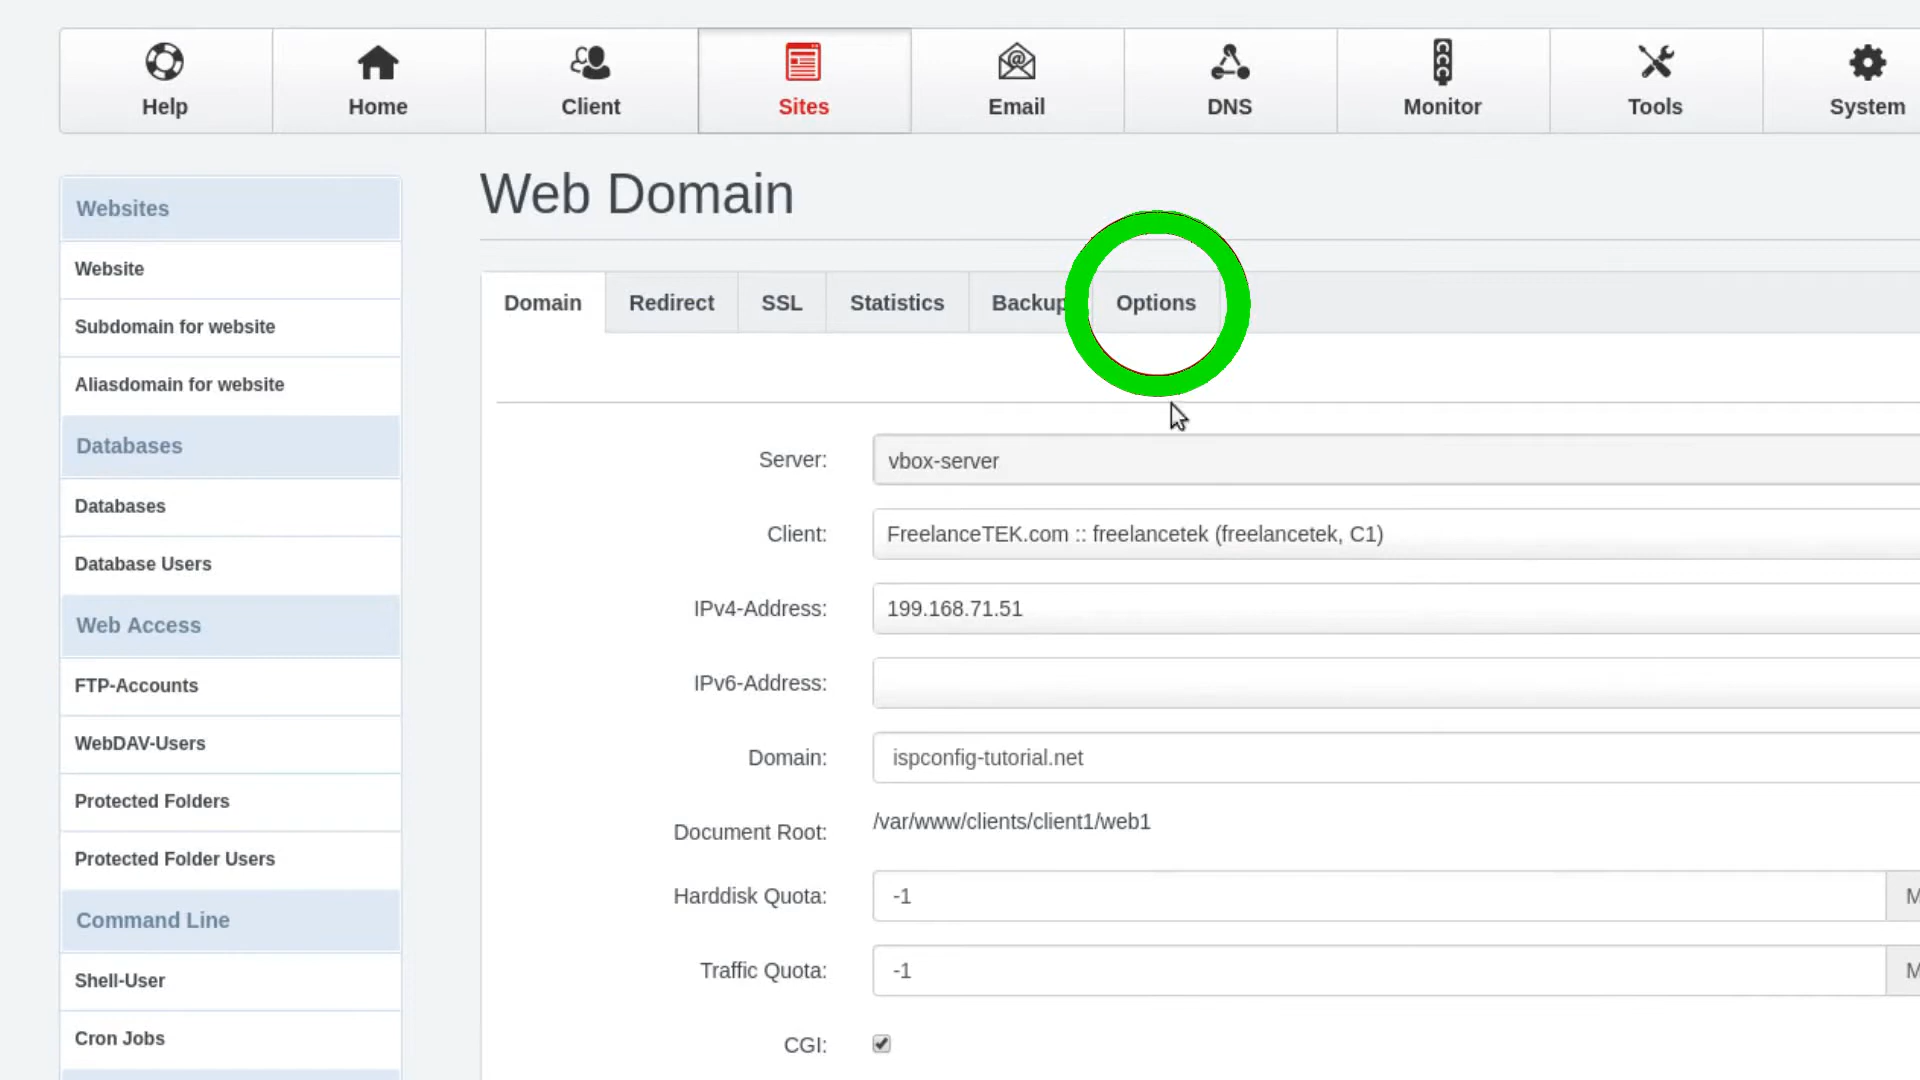 Help
Home
Client
Sites
Email
DNS
Monitor
Tools
System
Websites
Website
Subdomain for website
Aliasdomain for website
Databases
Databases
Database Users
Web Access
FTP-Accounts
WebDAV-Users
Protected Folders
Protected Folder Users
Command Line
Shell-User
Cron Jobs
Web Domain
Domain
Redirect
SSL
Statistics
Backup
Options
Server: vbox-server
Client: FreelanceTEK.com :: freelancetek (freelancetek, C1)
IPv4-Address: 199.168.71.51
IPv6-Address:
Domain: ispconfig-tutorial.net
Document Root: /var/www/clients/client1/web1
Harddisk Quota: -1
Traffic Quota: -1
CGI: